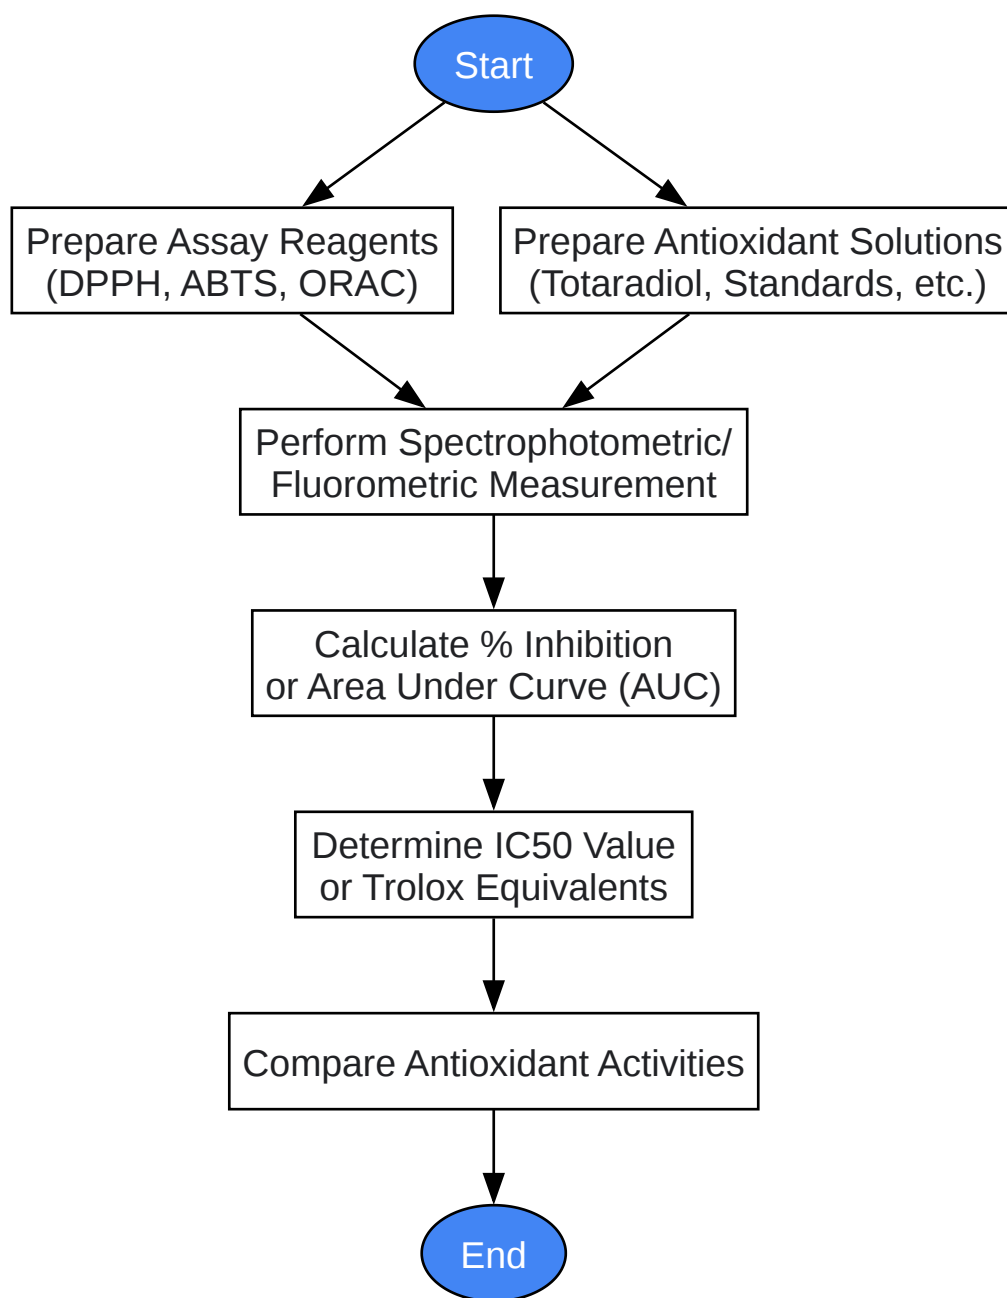 Start
Prepare Assay Reagents
(DPPH, ABTS, ORAC)
Prepare Antioxidant Solutions
(Totaradiol, Standards, etc.)
Perform Spectrophotometric/
Fluorometric Measurement
Calculate % Inhibition
or Area Under Curve (AUC)
Determine IC50 Value
or Trolox Equivalents
Compare Antioxidant Activities
End